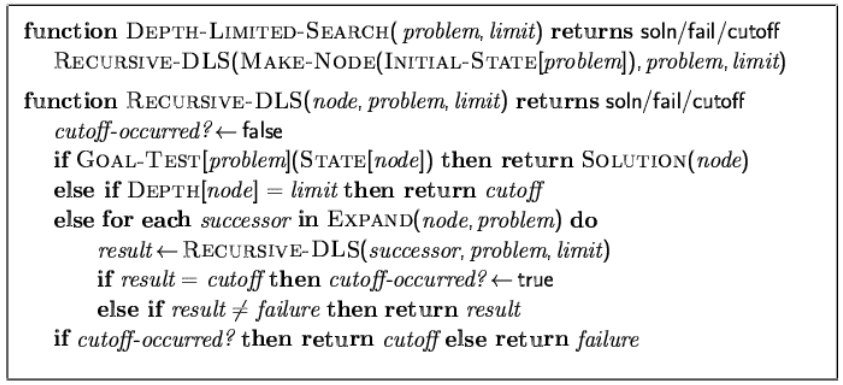 function DEPTH-LIMITED-SEARCH( problem, limit) returns soln/fail/cutoff
RECURSIVE-DLS(MAKE-NODE(INITIAL-STATE[problem]), problem, limit)
function RECURSIVE-DLS(node, problem, limit) returns soln/fail/cutoff
cutoff-occurred? ← false
if GOAL-TEST[problem](STATE[node]) then return SOLUTION(node)
else if DEPTH[node] = limit then return cutoff
else for each successor in EXPAND(node, problem) do
result ← RECURSIVE-DLS(successor, problem, limit)
if result = cutoff then cutoff-occurred? ← true
else if result ≠ failure then return result
if cutoff-occurred? then return cutoff else return failure